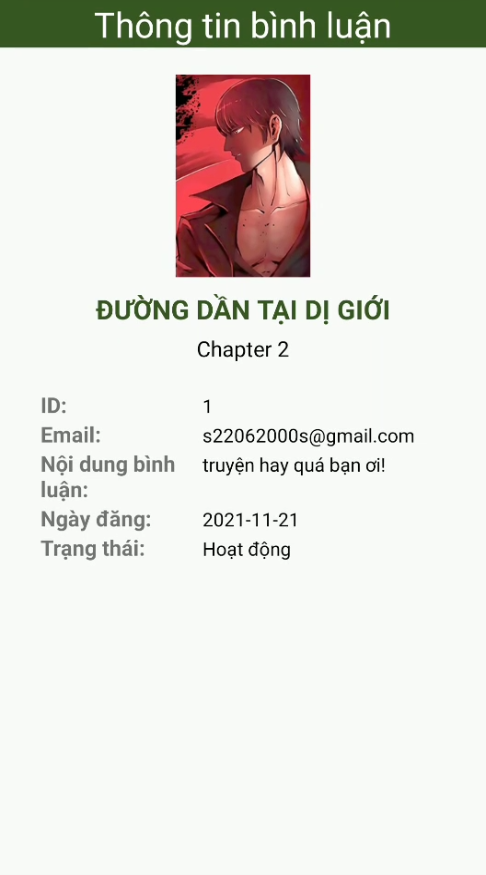 Thông tin bình luận
ĐƯỜNG DẪN TẠI DỊ GIỚI
Chapter 2
ID: 1
Email: s22062000s@gmail.com
Nội dung bình truyện hay quá bạn ơi!
luận:
Ngày đăng: 2021-11-21
Trạng thái: Hoạt động